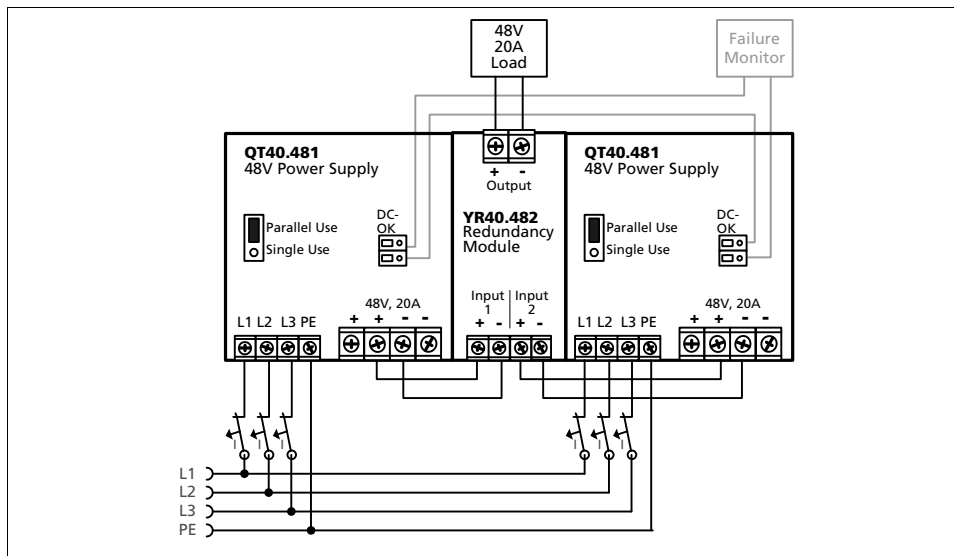 48V
20A
Load
Failure
Monitor
QT40.481
48V Power Supply
Parallel Use
Single Use
DC-
OK
48V, 20A
L1 L2 L3 PE
+ + - -
+ -
Output
YR40.482
Redundancy
Module
Input
1
Input
2
+ - + -
QT40.481
48V Power Supply
Parallel Use
Single Use
DC-
OK
48V, 20A
L1 L2 L3 PE
+ + - -
I I I
I I I
L1
L2
L3
PE